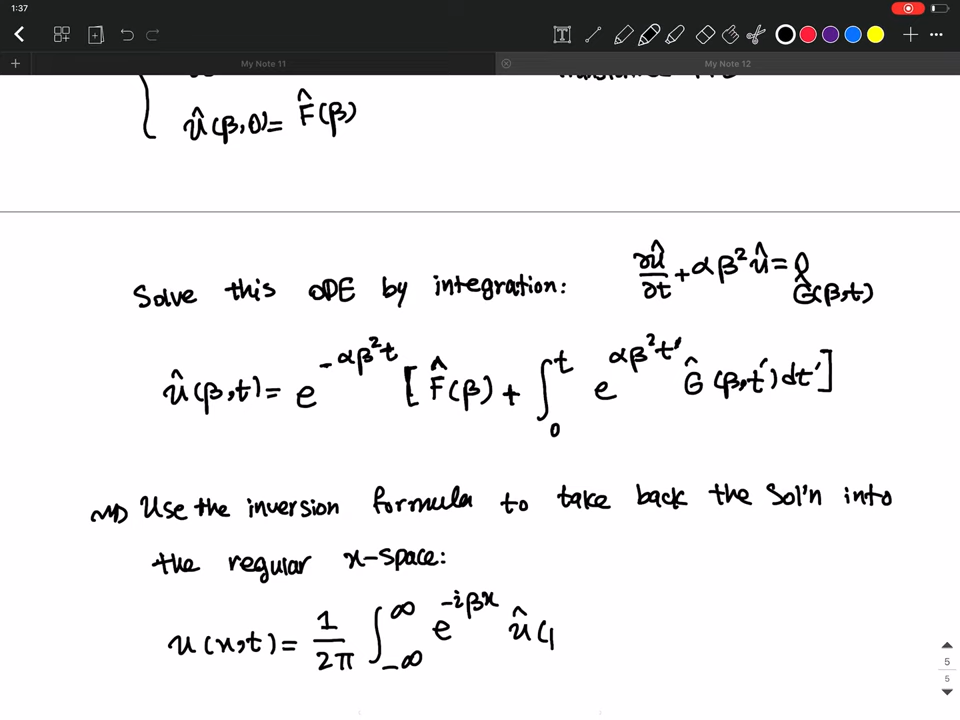 1:37
My Note 11
My Note 12
û(β,0)= F̂(β)
Solve this ODE by integration:
∂û/∂t + αβ²û = Ĝ(β,t)
û(β,t)= e^{-αβ²t} [F̂(β) + ∫_0^t e^{αβ²t'} Ĝ(β,t')dt']
⇝ Use the inversion formula to take back the Sol'n into
the regular x-space:
u(x,t)= 1/2π ∫_{-∞}^{∞} e^{-iβx} û(
5
5